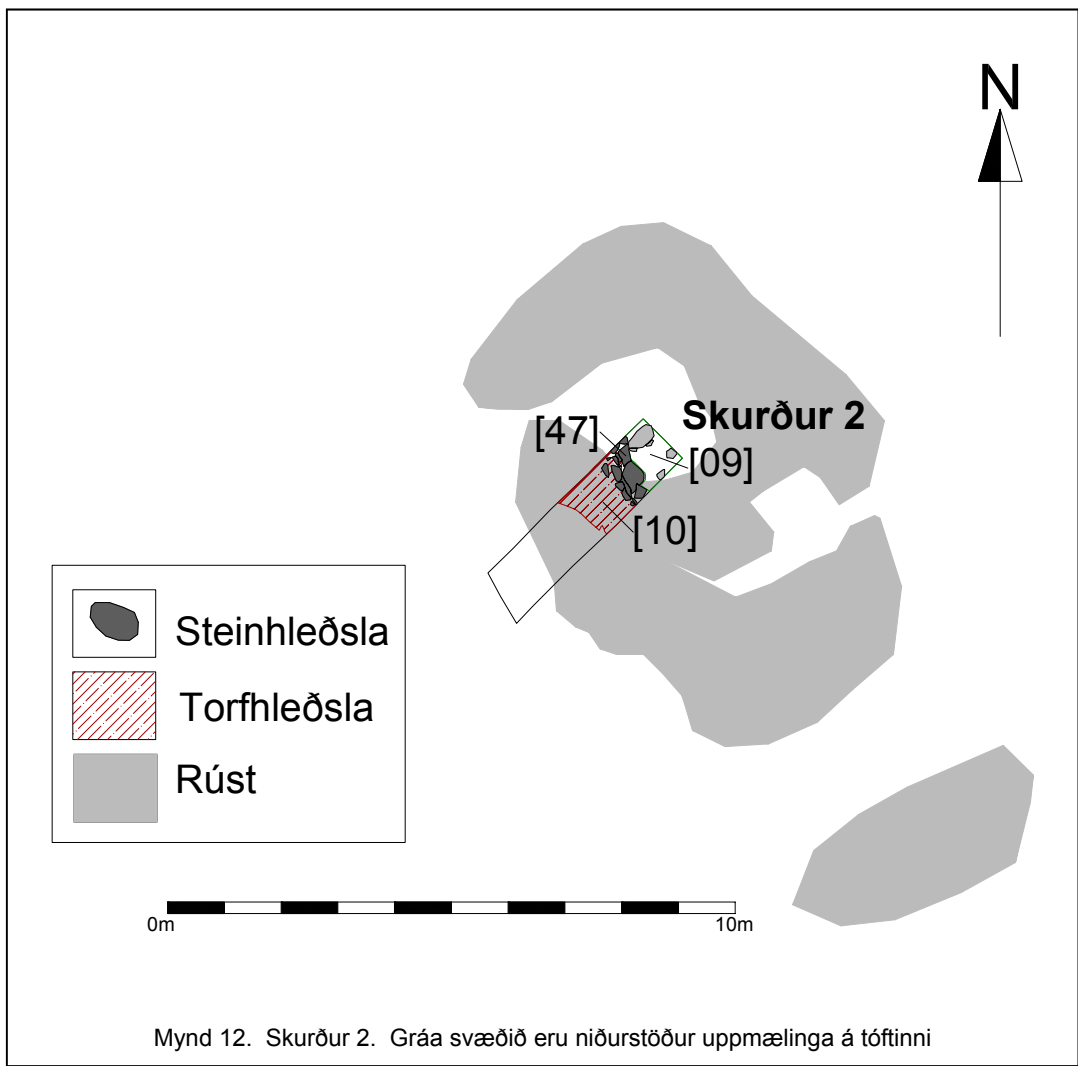 N
Skurður 2
[47]
[09]
[10]
Steinhleðsla
Torfhleðsla
Rúst
0m 10m
Mynd 12. Skurður 2. Gráa svæðið eru niðurstöður uppmælinga á tóftinni